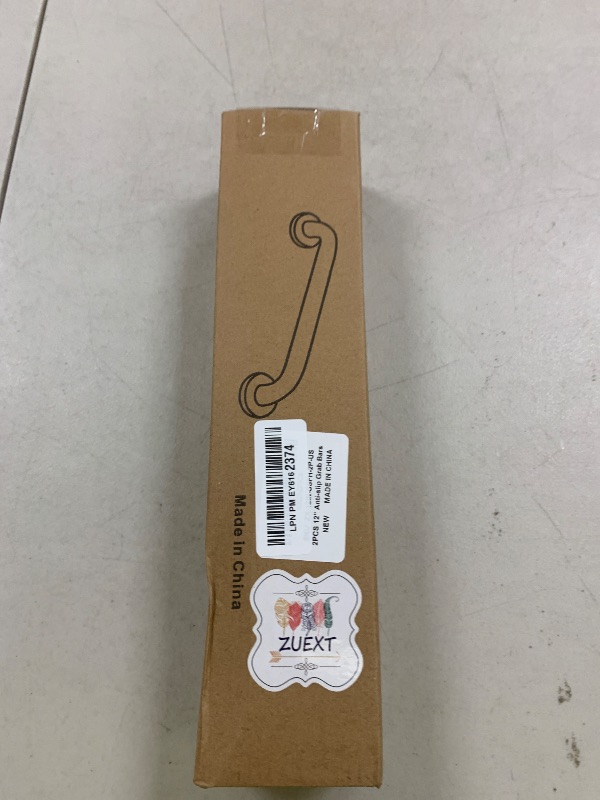 LPN PM EY6162374
2PCS 12" Anti-slip Grab Bars
NEW MADE IN CHINA
Made in China
ZUEXT